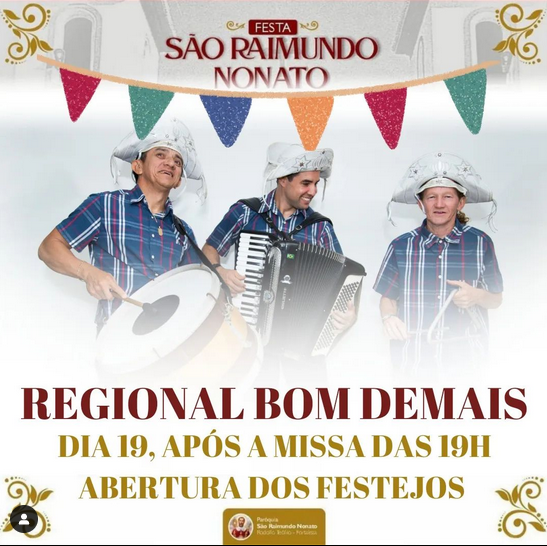 FESTA
SÃO RAIMUNDO
NONATO
REGIONAL BOM DEMAIS
DIA 19, APÓS A MISSA DAS 19H
ABERTURA DOS FESTEJOS
Paróquia
São Raimundo Nonato